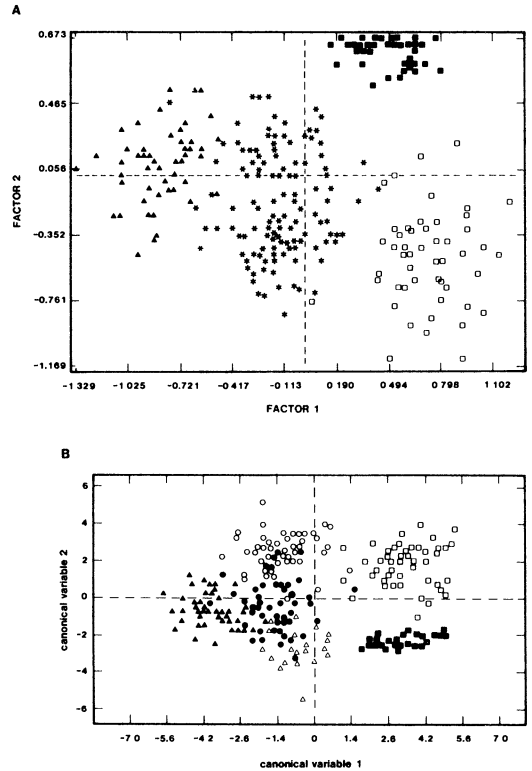 A
0.673
0.465
0.056
-0.352
-0.761
-1.169
FACTOR 2
-1 329 -1 025 -0.721 -0 417 -0 113 0 190 0 494 0 798 1 102
FACTOR 1
B
6
4
2
0
-2
-4
-6
canonical variable 2
-7 0 -5.6 -4 2 -2.6 -1.4 0 1.4 2.6 4 2 5.6 7 0
canonical variable 1